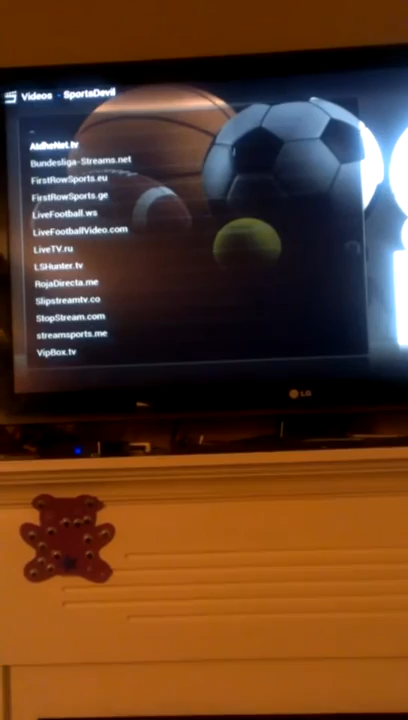 Videos - SportsDevil
..
AtdheNet.tv
Bundesliga-Streams.net
FirstRowSports.eu
FirstRowSports.ge
LiveFootball.ws
LiveFootballVideo.com
LiveTV.ru
LSHunter.tv
RojaDirecta.me
Slipstreamtv.co
StopStream.com
streamsports.me
VipBox.tv
LG